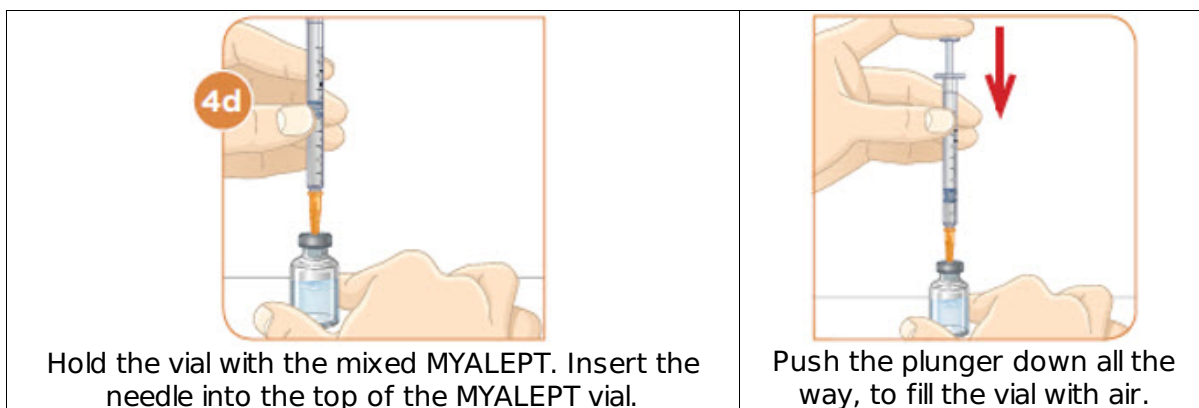 4d
Hold the vial with the mixed MYALEPT. Insert the
needle into the top of the MYALEPT vial.
Push the plunger down all the
way, to fill the vial with air.